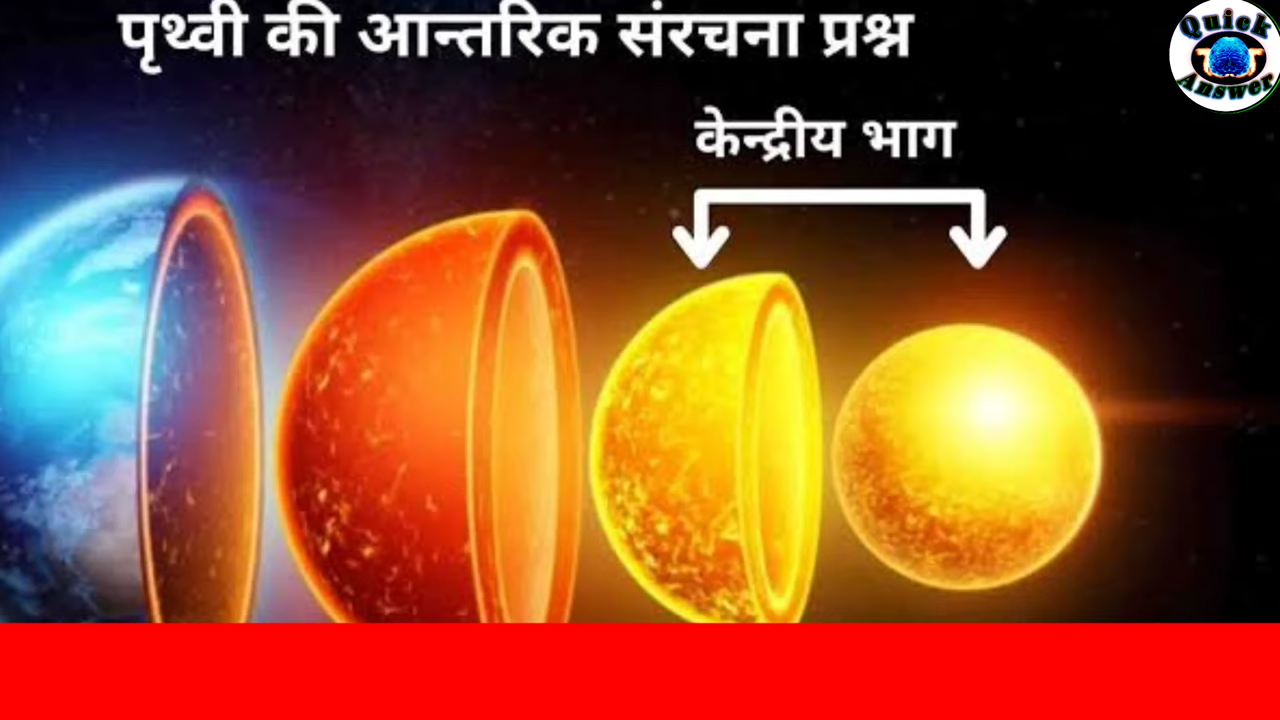 पृथ्वी की आन्तरिक संरचना प्रश्न
Quick
Answer
केन्द्रीय भाग